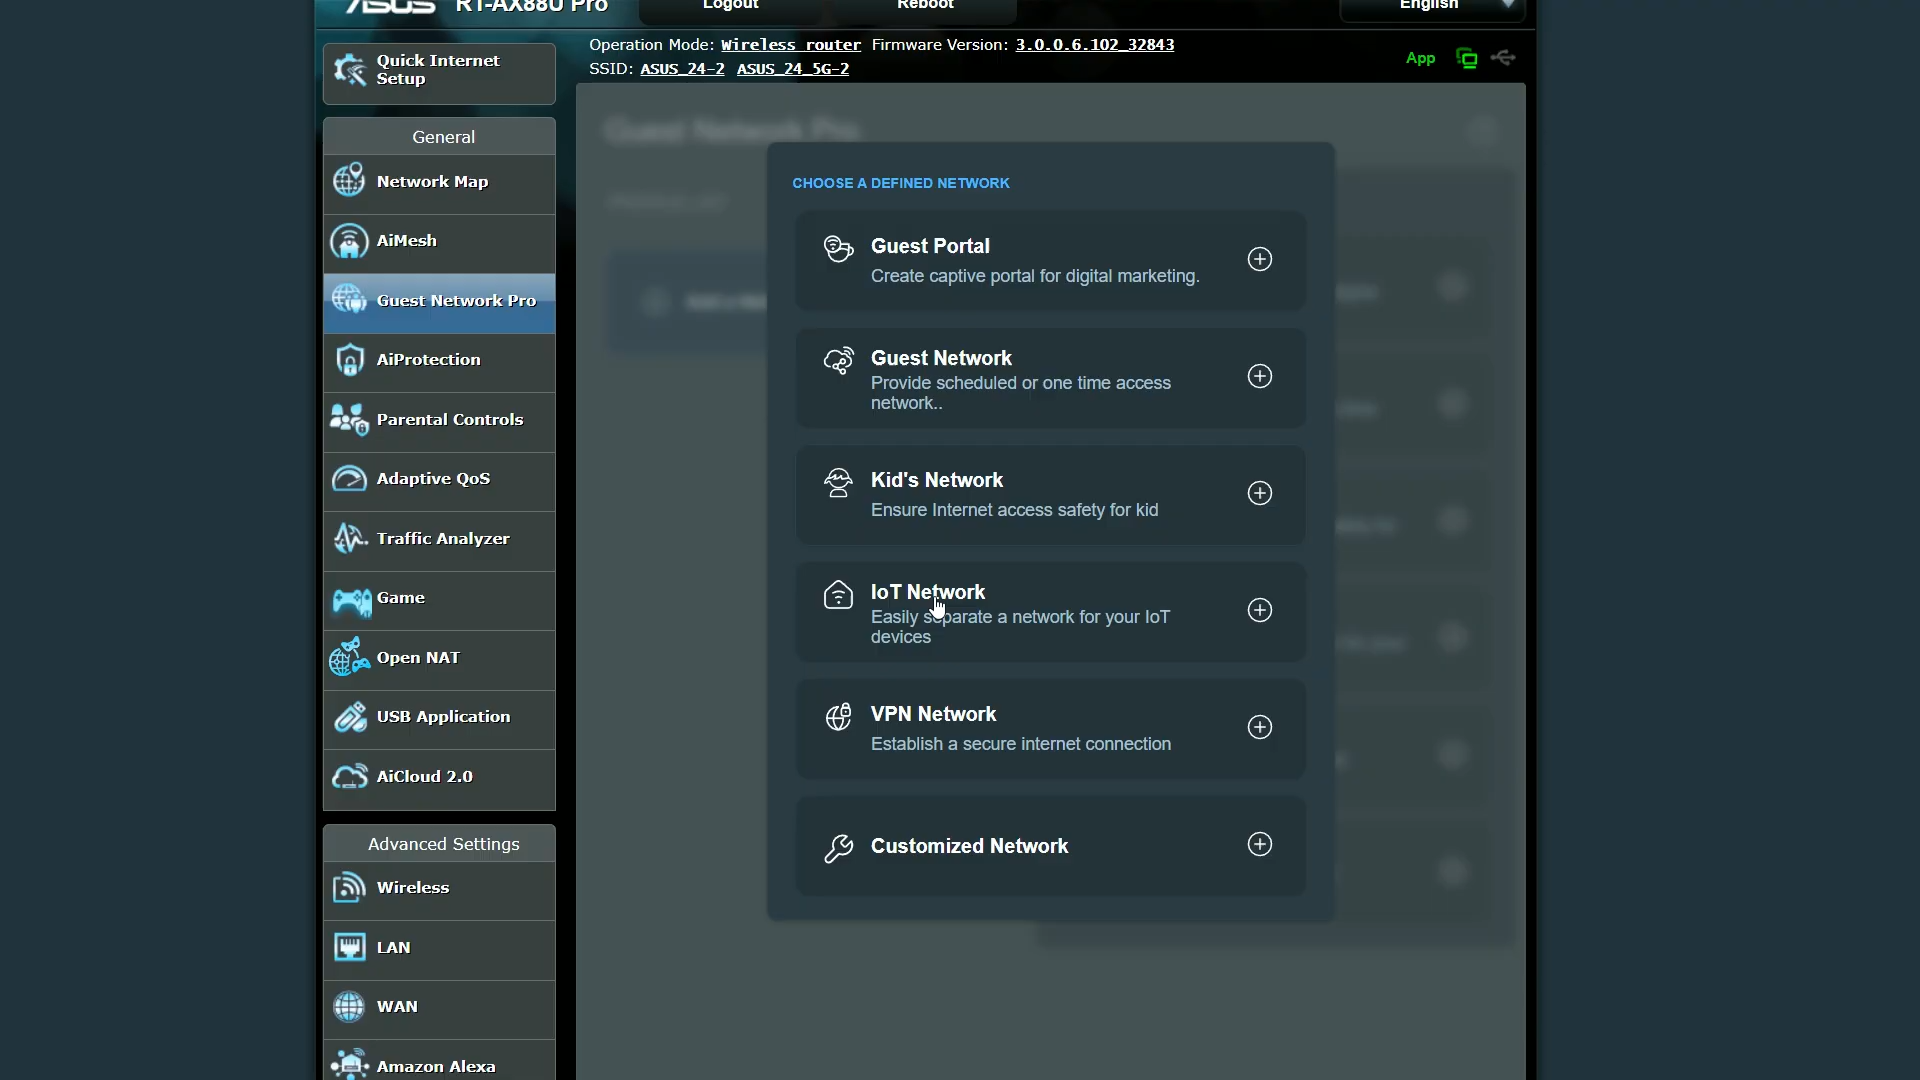 ASUS RT-AX88U Pro Logout Reboot English
Operation Mode: Wireless router Firmware Version: 3.0.0.6.102_32843
SSID: ASUS_24-2 ASUS_24_5G-2
App
Quick Internet
Setup
General
Network Map
AiMesh
Guest Network Pro
AiProtection
Parental Controls
Adaptive QoS
Traffic Analyzer
Game
Open NAT
USB Application
AiCloud 2.0
Advanced Settings
Wireless
LAN
WAN
Amazon Alexa
Guest Network Pro
CHOOSE A DEFINED NETWORK
Guest Portal
Create captive portal for digital marketing.
Guest Network
Provide scheduled or one time access
network..
Kid's Network
Ensure Internet access safety for kid
IoT Network
Easily separate a network for your IoT
devices
VPN Network
Establish a secure internet connection
Customized Network